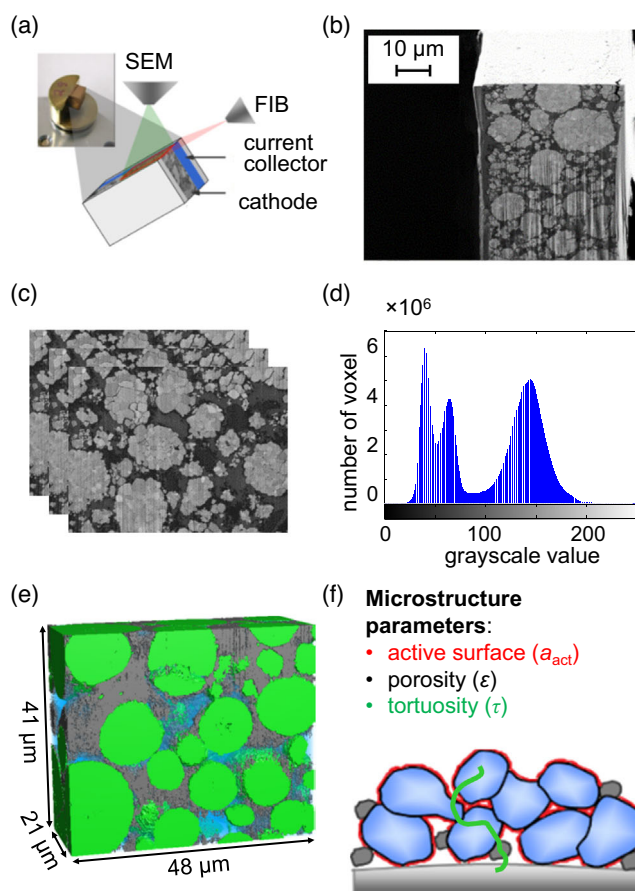 (a)
SEM
FIB
current
collector
cathode
(b)
10 µm
(c)
(d)
×10⁶
6
4
2
0
number of voxel
0
100
200
grayscale value
(e)
41 µm
21 µm
48 µm
(f)
Microstructure
parameters:
• active surface (aact)
• porosity (ε)
• tortuosity (τ)